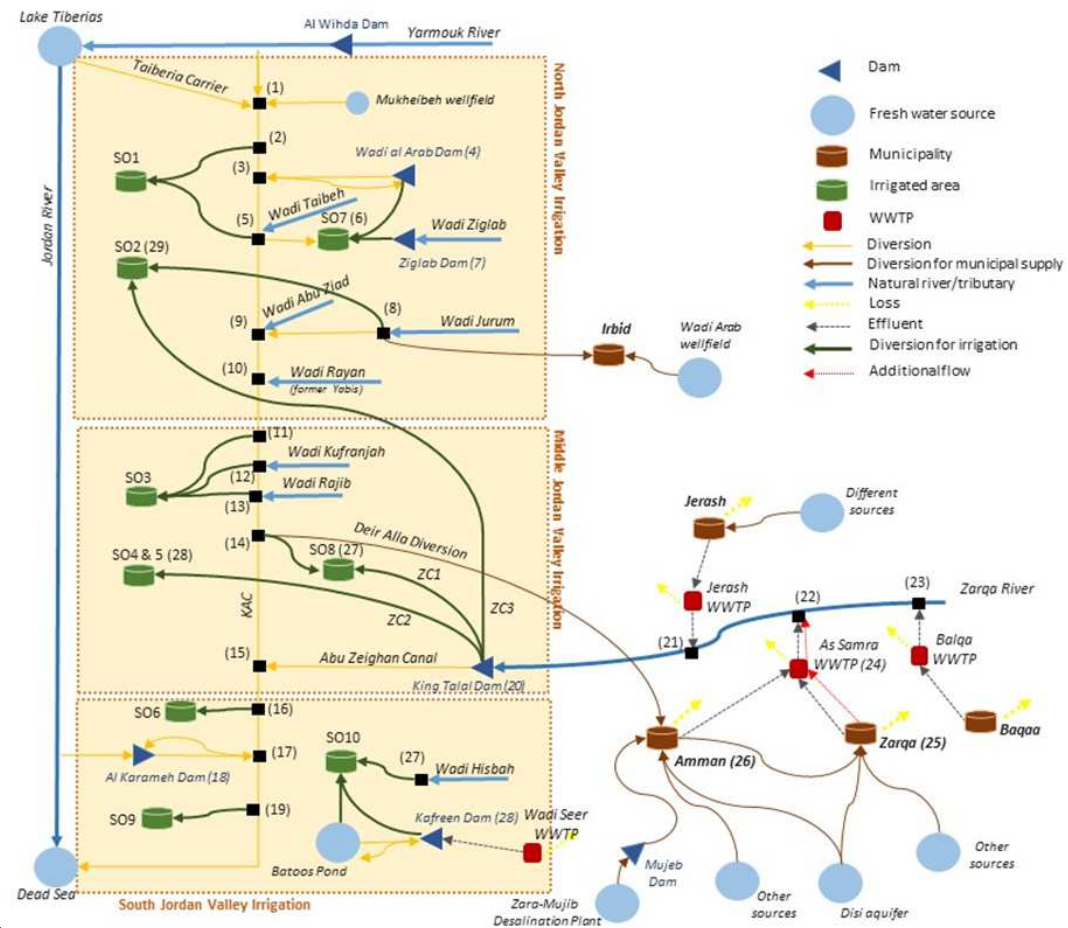 Lake Tiberias
Al Wihda Dam
Yarmouk River
Taiberia Carrier
(1)
Mukheibeh wellfield
(2)
SO1
(3)
Wadi al Arab Dam (4)
Wadi Taibeh
(5)
SO7 (6)
Wadi Ziglab
Ziglab Dam (7)
SO2 (29)
Wadi Abu Ziad
(8)
(9)
Wadi Jurum
(10)
Wadi Rayan
(former Yabis)
North Jordan Valley Irrigation
Jordan River
Irbid
Wadi Arab
wellfield
Dam
Fresh water source
Municipality
Irrigated area
WWTP
Diversion
Diversion for municipal supply
Natural river/tributary
Loss
Effluent
Diversion for irrigation
Additional flow
(11)
Wadi Kufranjah
(12)
SO3
Wadi Rajib
(13)
(14)
Deir Alla Diversion
SO4 & 5 (28)
SO8 (27)
ZC1
KAC
ZC2
ZC3
(15)
Abu Zeighan Canal
King Talal Dam (20)
Middle Jordan Valley Irrigation
Jerash
Different
sources
Jerash
WWTP
(21)
(22)
(23)
Zarqa River
As Samra
WWTP (24)
Balqa
WWTP
Amman (26)
Zarqa (25)
Baqaa
SO6
(16)
(17)
Al Karameh Dam (18)
SO9
(19)
SO10
(27)
Wadi Hisbah
Kafreen Dam (28)
Wadi Seer
WWTP
Batoos Pond
Dead Sea
South Jordan Valley Irrigation
Mujeb
Dam
Zara-Mujib
Desalination Plant
Other
sources
Disi aquifer
Other
sources